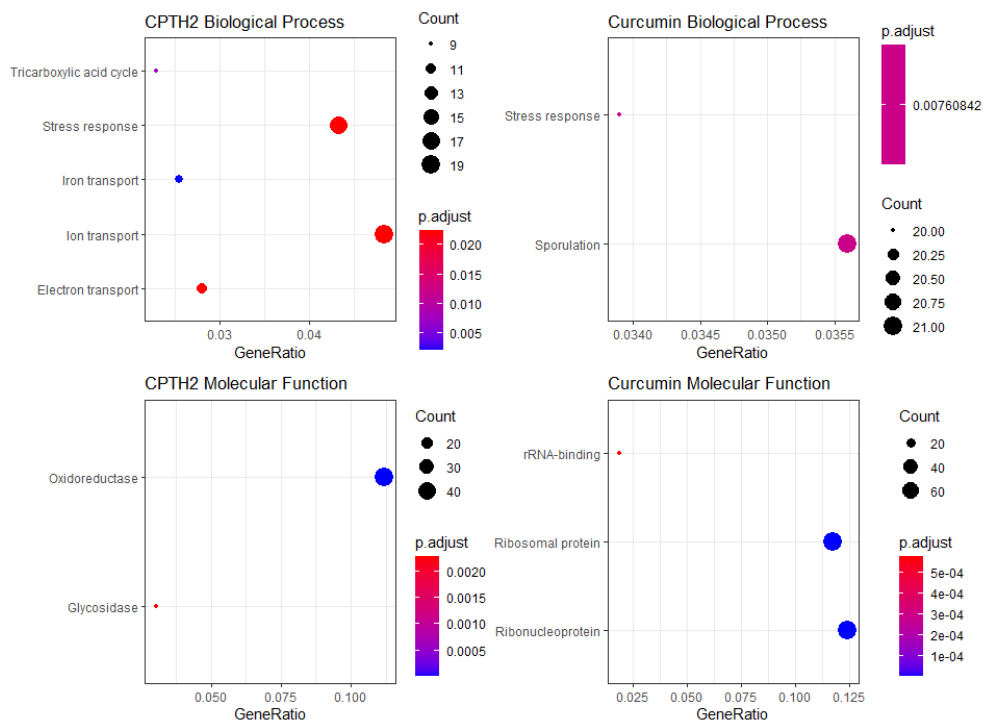 CPTH2 Biological Process
Tricarboxylic acid cycle
Stress response
Iron transport
Ion transport
Electron transport
0.03
0.04
GeneRatio
Count
9
11
13
15
17
19
p.adjust
0.020
0.015
0.010
0.005
Curcumin Biological Process
Stress response
Sporulation
0.0340
0.0345
0.0350
0.0355
GeneRatio
p.adjust
0.00760842
Count
20.00
20.25
20.50
20.75
21.00
CPTH2 Molecular Function
Oxidoreductase
Glycosidase
0.050
0.075
0.100
GeneRatio
Count
20
30
40
p.adjust
0.0020
0.0015
0.0010
0.0005
Curcumin Molecular Function
rRNA-binding
Ribosomal protein
Ribonucleoprotein
0.025
0.050
0.075
0.100
0.125
GeneRatio
Count
20
40
60
p.adjust
5e-04
4e-04
3e-04
2e-04
1e-04